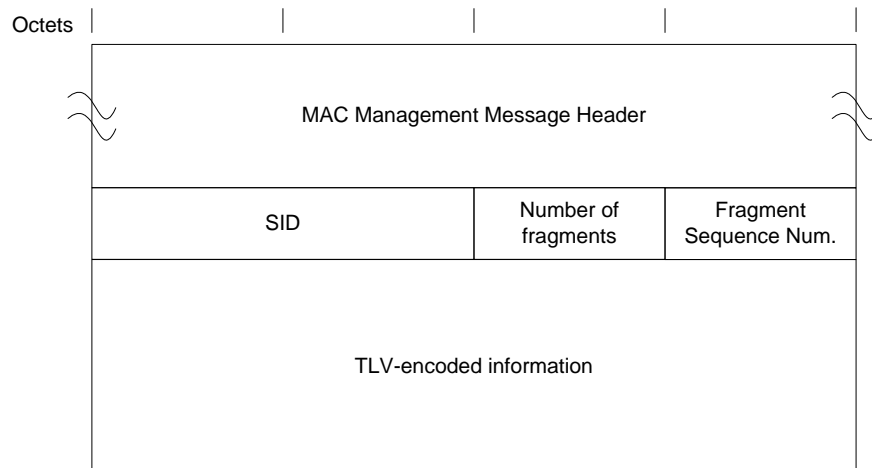 Octets
MAC Management Message Header
SID
Number of
fragments
Fragment
Sequence Num.
TLV-encoded information